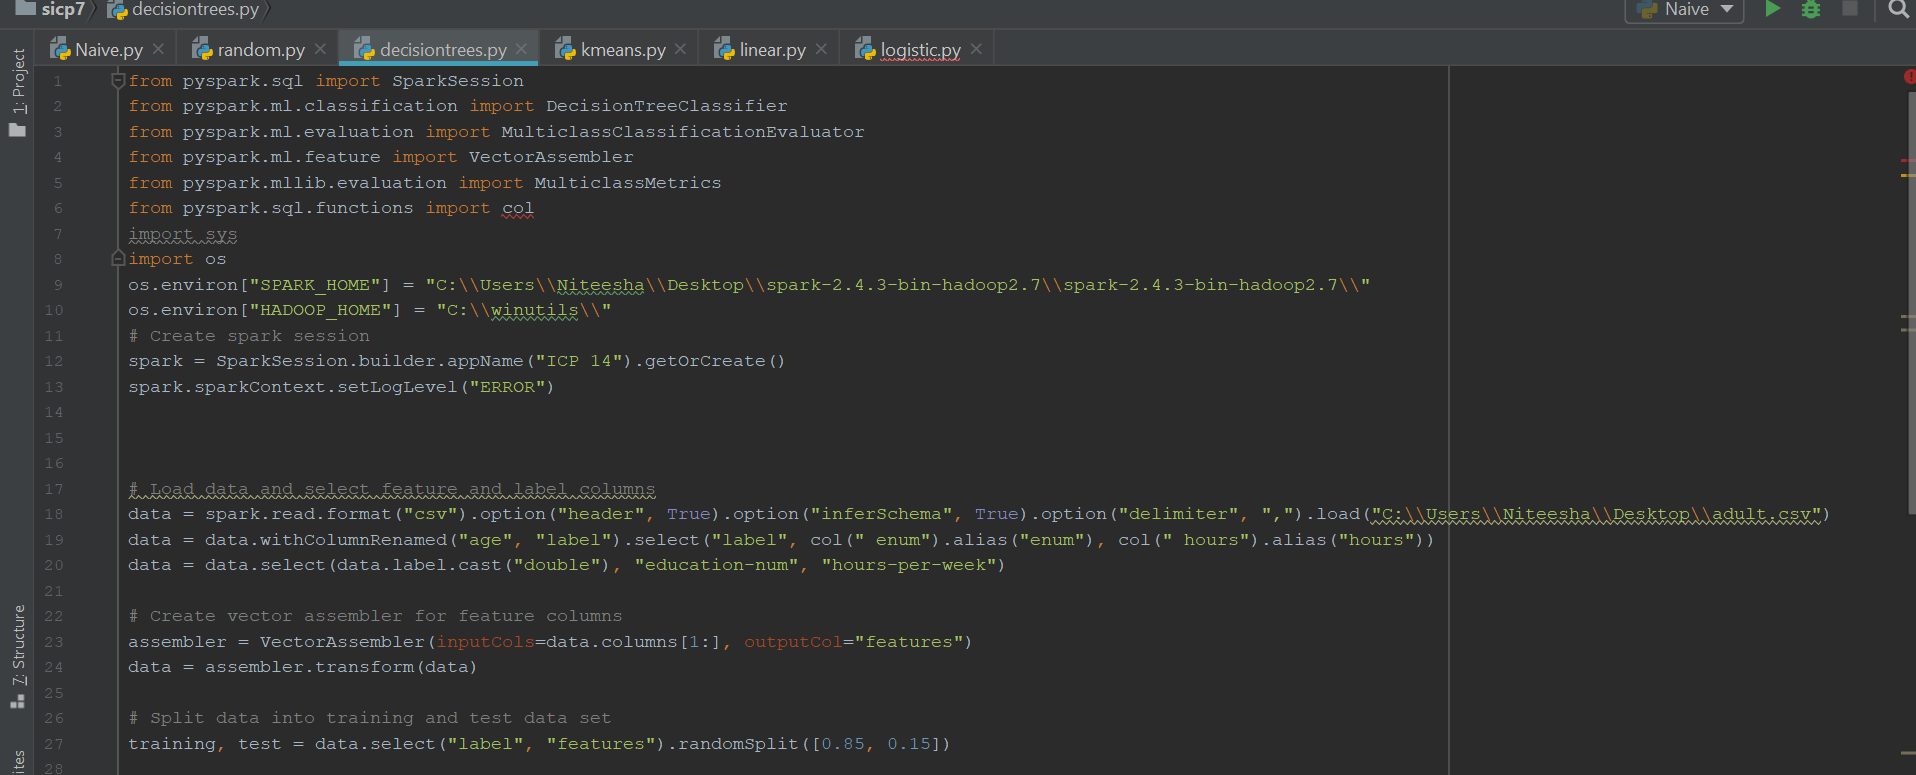 sicp7 decisiontrees.py Naive
Naive.py random.py decisiontrees.py kmeans.py linear.py logistic.py
1: Project
7: Structure
ites
1 from pyspark.sql import SparkSession
2 from pyspark.ml.classification import DecisionTreeClassifier
3 from pyspark.ml.evaluation import MulticlassClassificationEvaluator
4 from pyspark.ml.feature import VectorAssembler
5 from pyspark.mllib.evaluation import MulticlassMetrics
6 from pyspark.sql.functions import col
7 import sys
8 import os
9 os.environ["SPARK_HOME"] = "C:\\Users\\Niteesha\\Desktop\\spark-2.4.3-bin-hadoop2.7\\spark-2.4.3-bin-hadoop2.7\\"
10 os.environ["HADOOP_HOME"] = "C:\\winutils\\"
11 # Create spark session
12 spark = SparkSession.builder.appName("ICP 14").getOrCreate()
13 spark.sparkContext.setLogLevel("ERROR")
14
15
16
17 # Load data and select feature and label columns
18 data = spark.read.format("csv").option("header", True).option("inferSchema", True).option("delimiter", ",").load("C:\\Users\\Niteesha\\Desktop\\adult.csv")
19 data = data.withColumnRenamed("age", "label").select("label", col(" enum").alias("enum"), col(" hours").alias("hours"))
20 data = data.select(data.label.cast("double"), "education-num", "hours-per-week")
21
22 # Create vector assembler for feature columns
23 assembler = VectorAssembler(inputCols=data.columns[1:], outputCol="features")
24 data = assembler.transform(data)
25
26 # Split data into training and test data set
27 training, test = data.select("label", "features").randomSplit([0.85, 0.15])
28